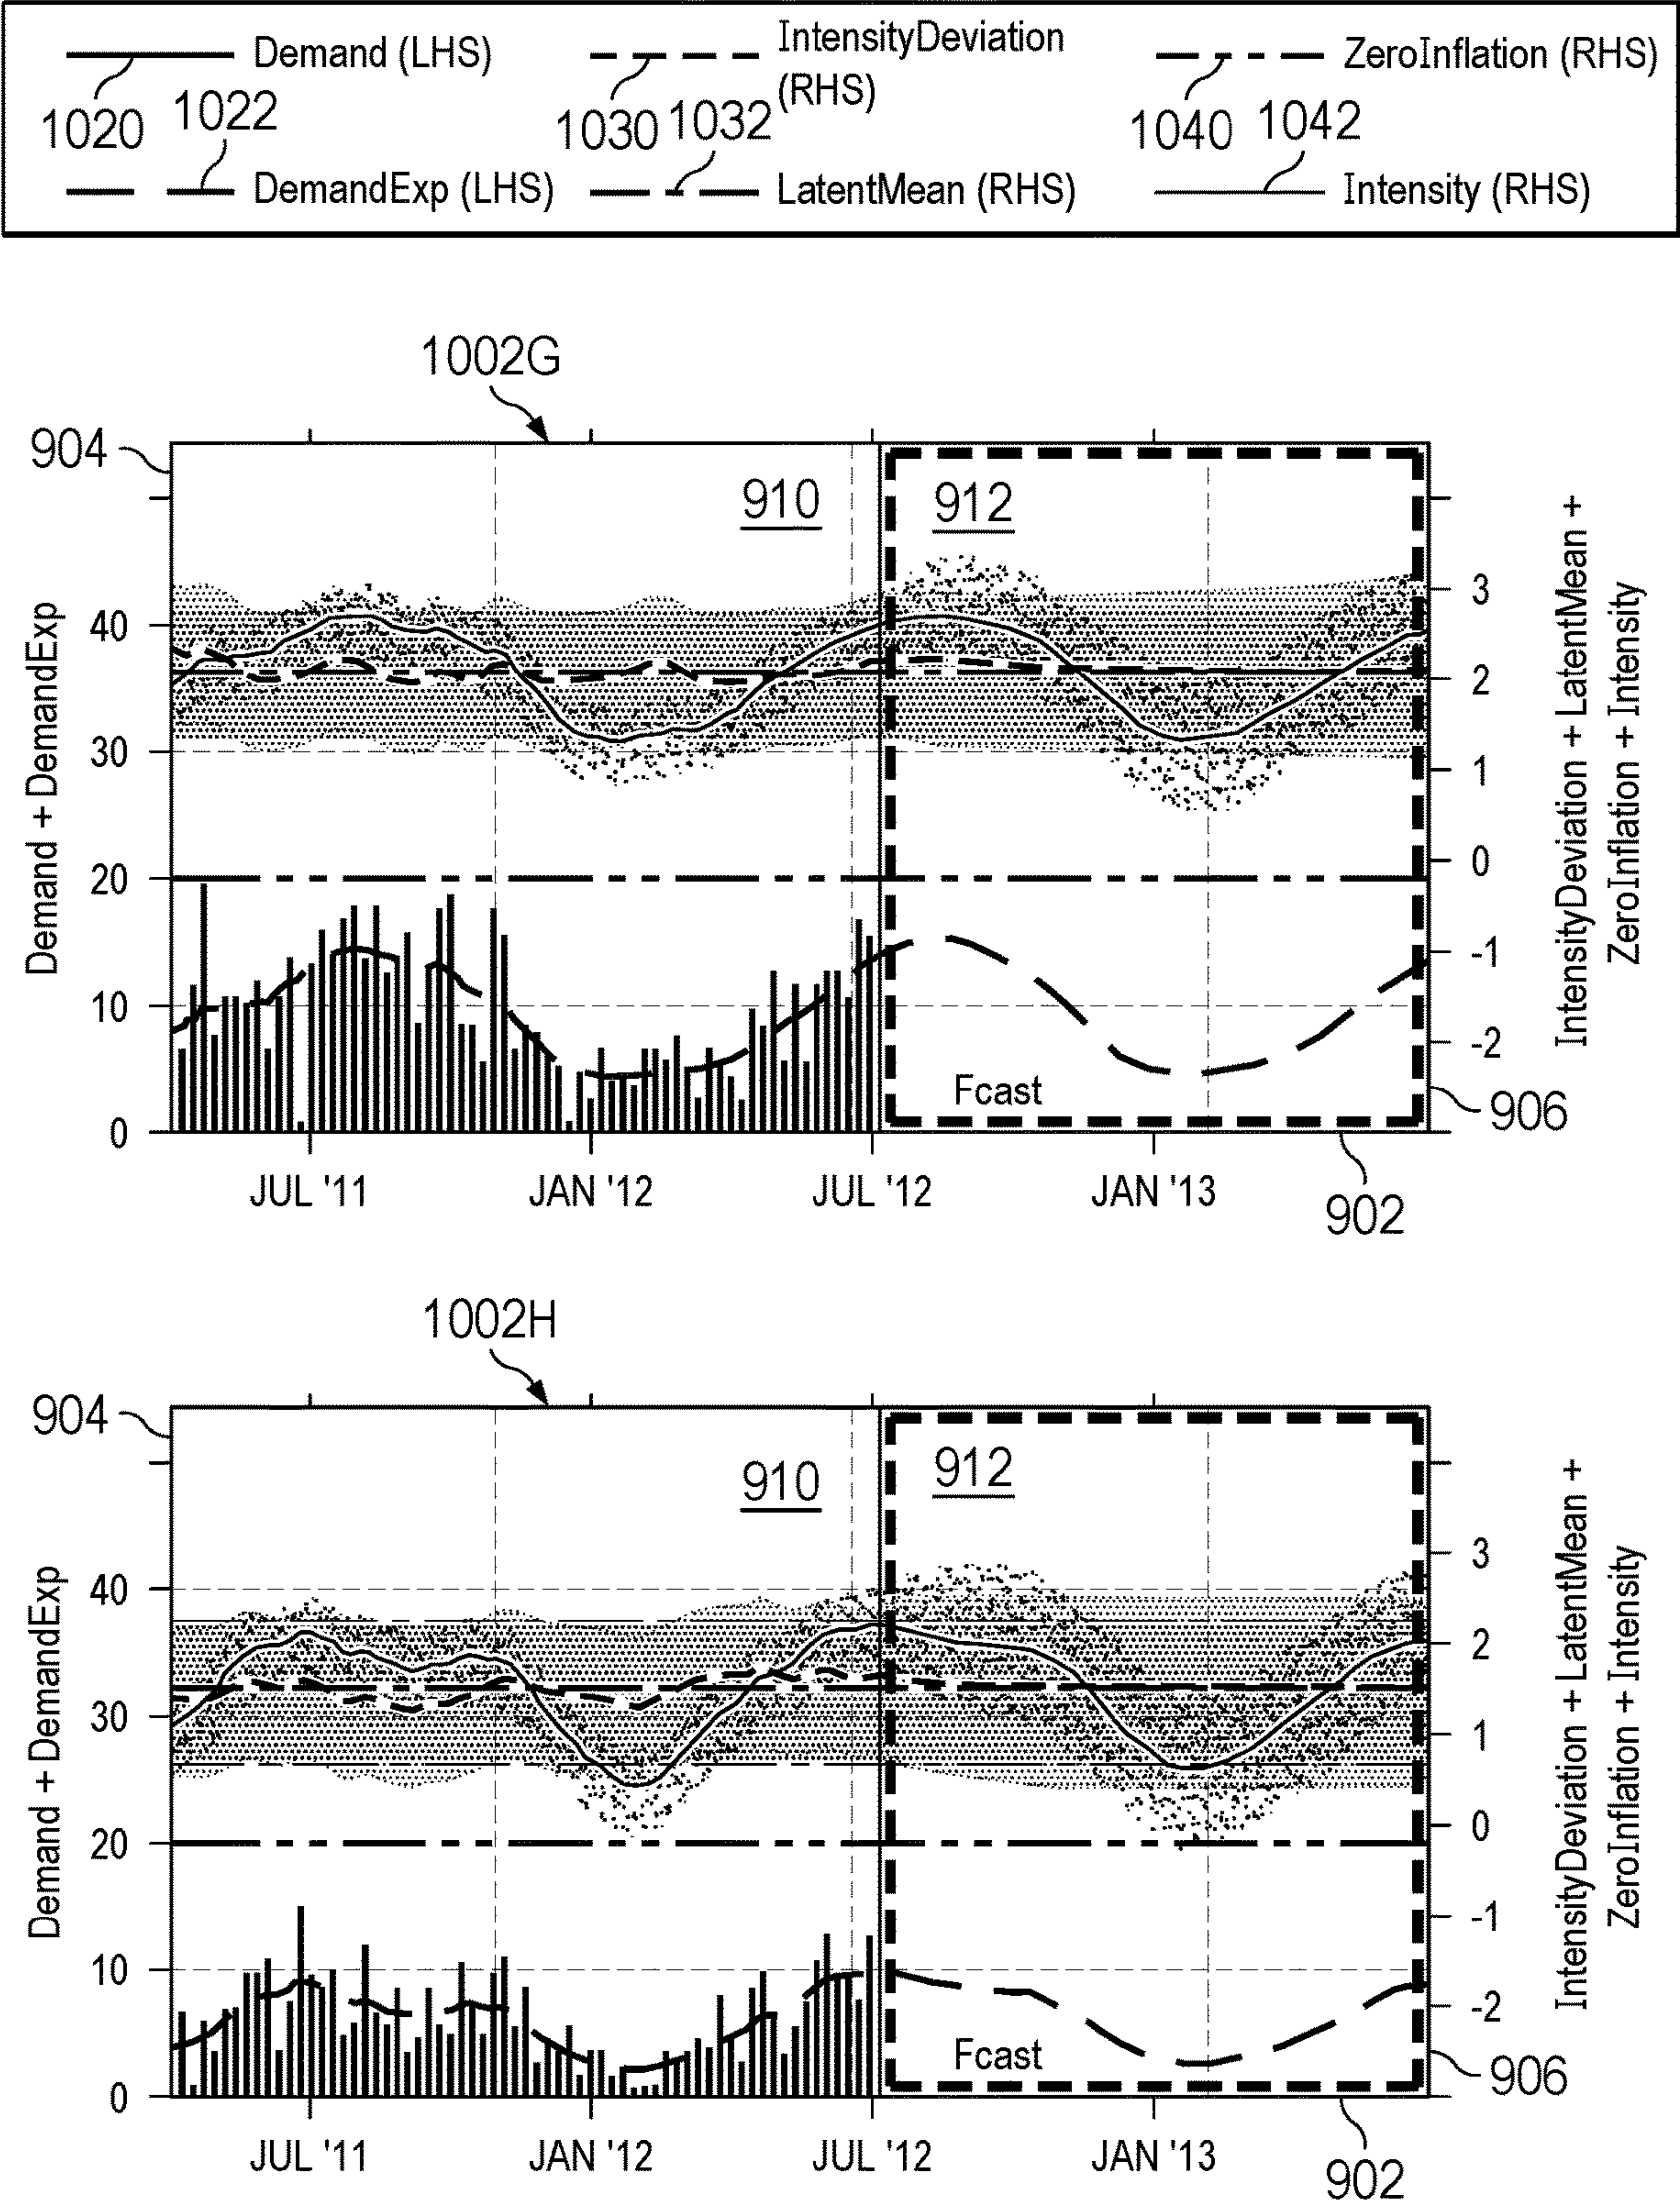 Demand (LHS)
IntensityDeviation
(RHS)
ZeroInflation (RHS)
1020
1022
1030
1032
1040
1042
DemandExp (LHS)
LatentMean (RHS)
Intensity (RHS)
1002G
904
910
912
Demand + DemandExp
40
30
20
10
0
3
2
1
0
-1
-2
IntensityDeviation + LatentMean +
ZeroInflation + Intensity
Fcast
906
JUL '11
JAN '12
JUL '12
JAN '13
902
1002H
904
910
912
Demand + DemandExp
40
30
20
10
0
3
2
1
0
-1
-2
IntensityDeviation + LatentMean +
ZeroInflation + Intensity
Fcast
906
JUL '11
JAN '12
JUL '12
JAN '13
902